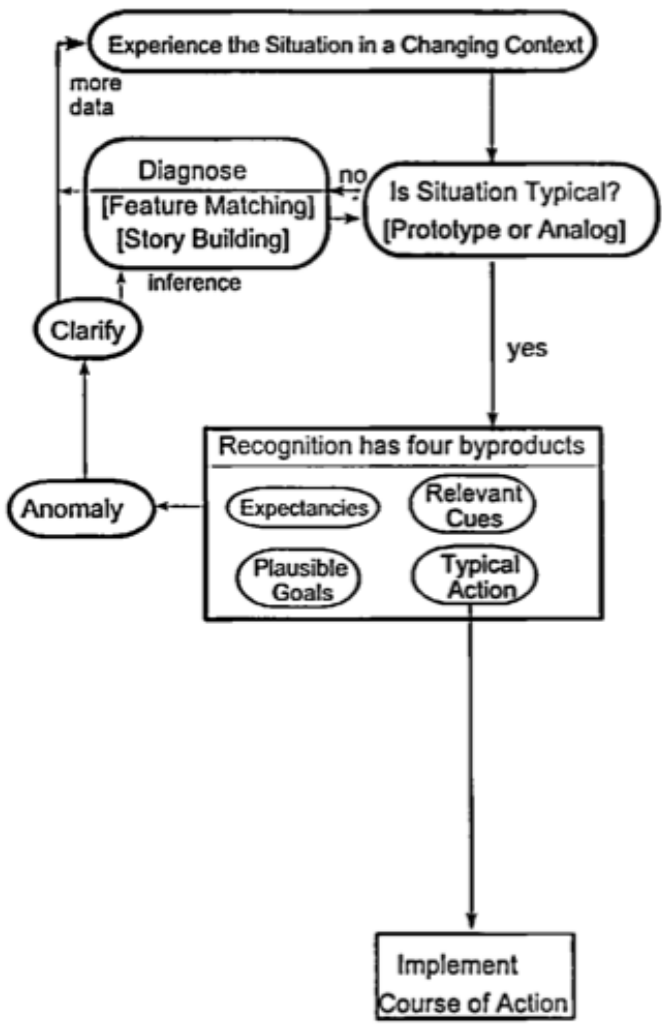 Experience the Situation in a Changing Context
more
data
Diagnose
[Feature Matching]
[Story Building]
no
Is Situation Typical?
[Prototype or Analog]
inference
Clarify
yes
Recognition has four byproducts
Anomaly
Expectancies
Relevant
Cues
Plausible
Goals
Typical
Action
Implement
Course of Action